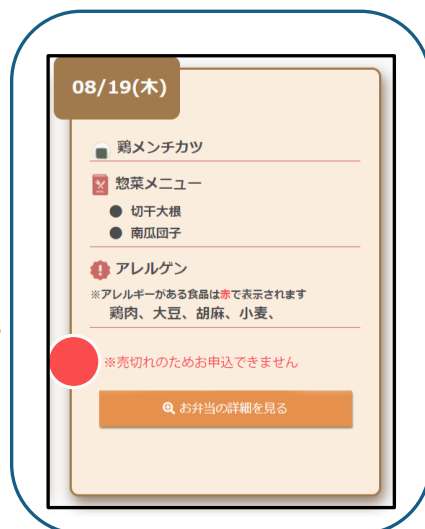 08/19(木)
鶏メンチカツ
惣菜メニュー
● 切干大根
● 南瓜団子
アレルゲン
※アレルギーがある食品は赤で表示されます
鶏肉、大豆、胡麻、小麦、
※売切れのためお申込できません
お弁当の詳細を見る